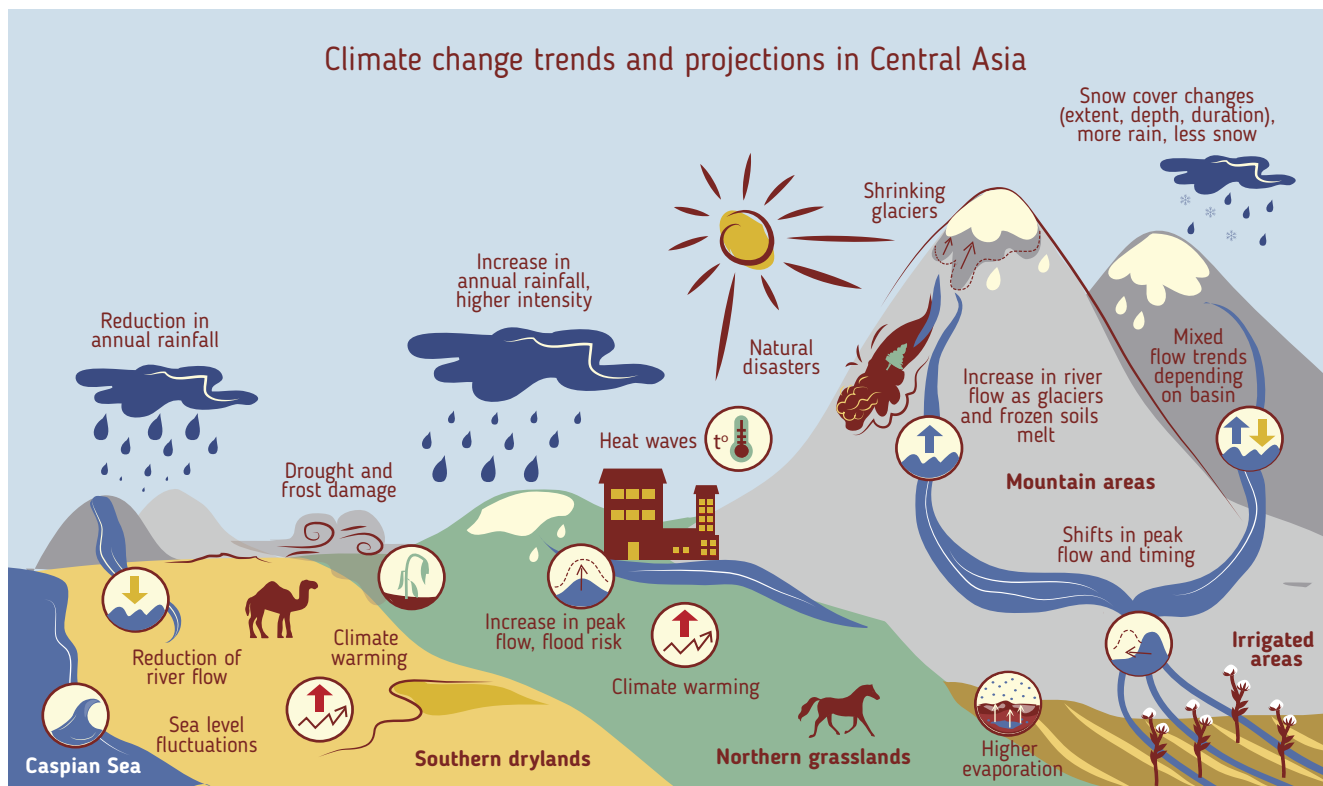 Climate change trends and projections in Central Asia
Snow cover changes
(extent, depth, duration),
more rain, less snow
Shrinking
glaciers
Increase in
annual rainfall,
higher intensity
Reduction in
annual rainfall
Natural
disasters
Mixed
flow trends
depending
on basin
Increase in river
flow as glaciers
and frozen soils
melt
Heat waves
t°
Drought and
frost damage
Mountain areas
Shifts in peak
flow and timing
Increase in peak
flow, flood risk
Climate
warming
Reduction of
river flow
Irrigated
areas
Climate warming
Sea level
fluctuations
Southern drylands
Northern grasslands
Higher
evaporation
Caspian Sea